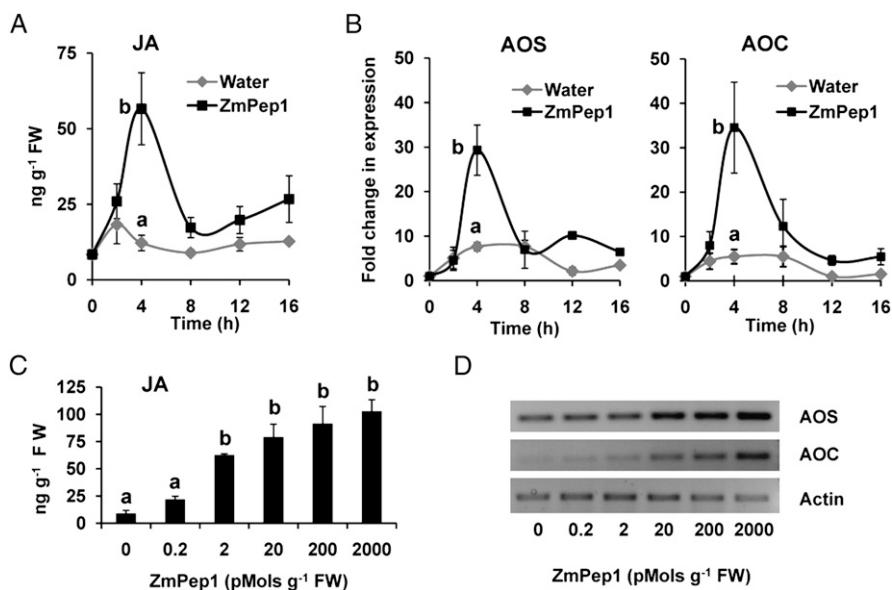 A
JA
75
50
25
0
ng g-1 FW
Water
ZmPep1
b
a
0 4 8 12 16
Time (h)
B
AOS
50
40
30
20
10
0
Fold change in expression
Water
ZmPep1
b
a
0 4 8 12 16
Time (h)
AOC
50
40
30
20
10
0
Water
ZmPep1
b
a
0 4 8 12 16
Time (h)
C
JA
125
100
75
50
25
0
ng g-1 F W
a a b b b b
0 0.2 2 20 200 2000
ZmPep1 (pMols g-1 FW)
D
AOS
AOC
Actin
0 0.2 2 20 200 2000
ZmPep1 (pMols g-1 FW)